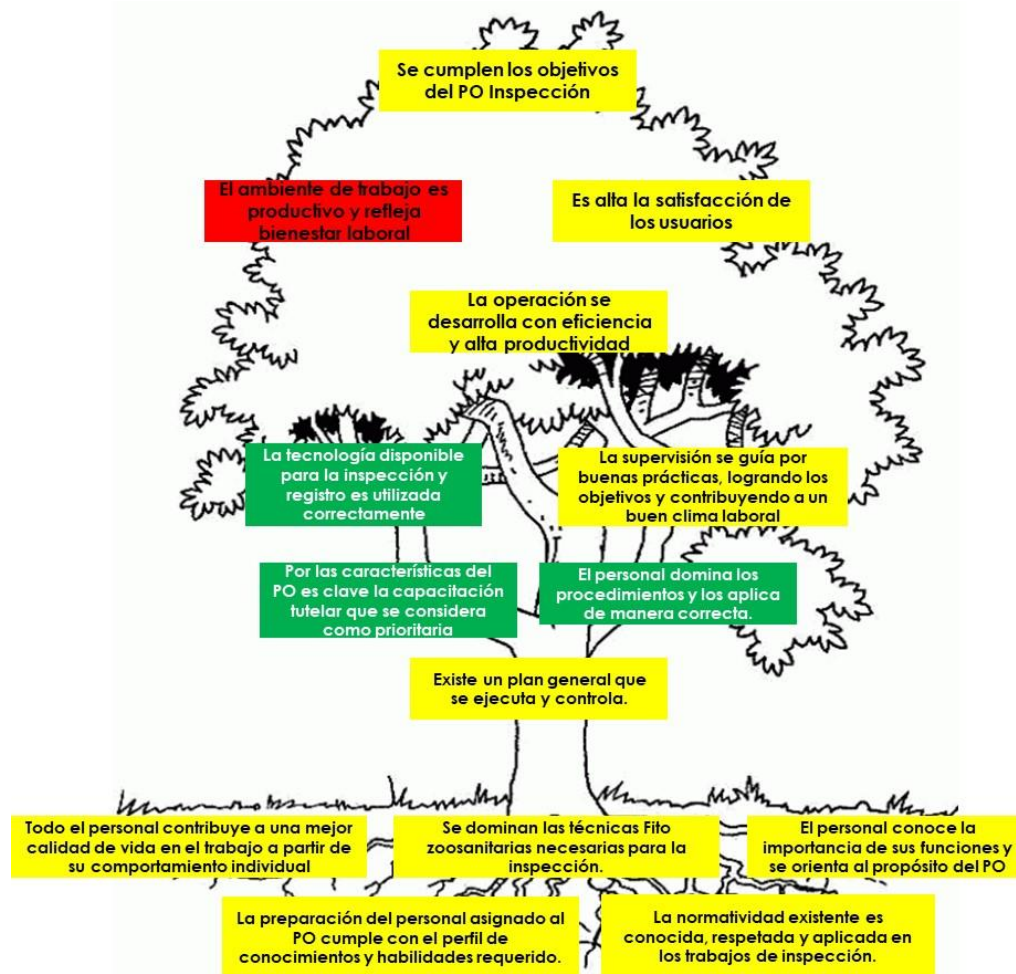 Se cumplen los objetivos
del PO Inspección
El ambiente de trabajo es
productivo y refleja
bienestar laboral
Es alta la satisfacción de
los usuarios
La operación se
desarrolla con eficiencia
y alta productividad
La tecnología disponible
para la inspección y
registro es utilizada
correctamente
La supervisión se guía por
buenas prácticas, logrando los
objetivos y contribuyendo a un
buen clima laboral
Por las características del
PO es clave la capacitación
tutelar que se considera
como prioritaria
El personal domina los
procedimientos y los aplica
de manera correcta.
Existe un plan general que
se ejecuta y controla.
Todo el personal contribuye a una mejor
calidad de vida en el trabajo a partir de
su comportamiento individual
Se dominan las técnicas Fito
zoosanitarias necesarias para la
inspección.
El personal conoce la
importancia de sus funciones y
se orienta al propósito del PO
La preparación del personal asignado al
PO cumple con el perfil de
conocimientos y habilidades requerido.
La normatividad existente es
conocida, respetada y aplicada en
los trabajos de inspección.